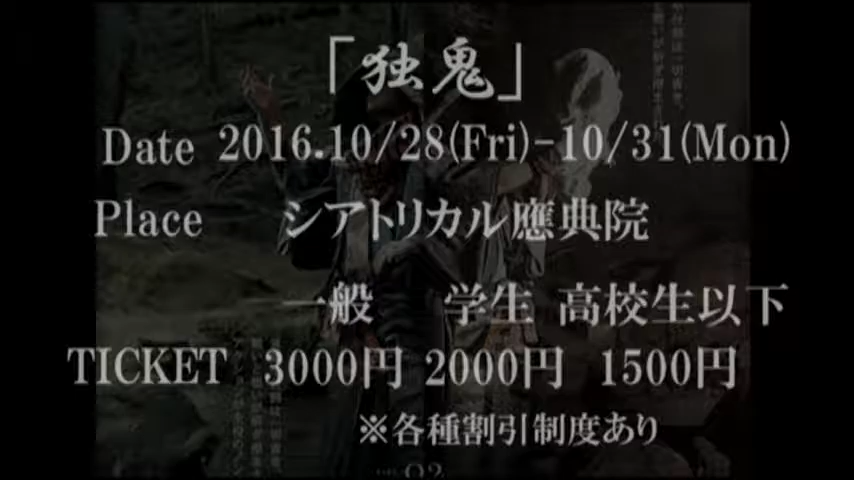 「独鬼」
Date 2016.10/28(Fri)-10/31(Mon)
Place シアトリカル應典院
一般 学生 高校生以下
TICKET 3000円 2000円 1500円
※各種割引制度あり